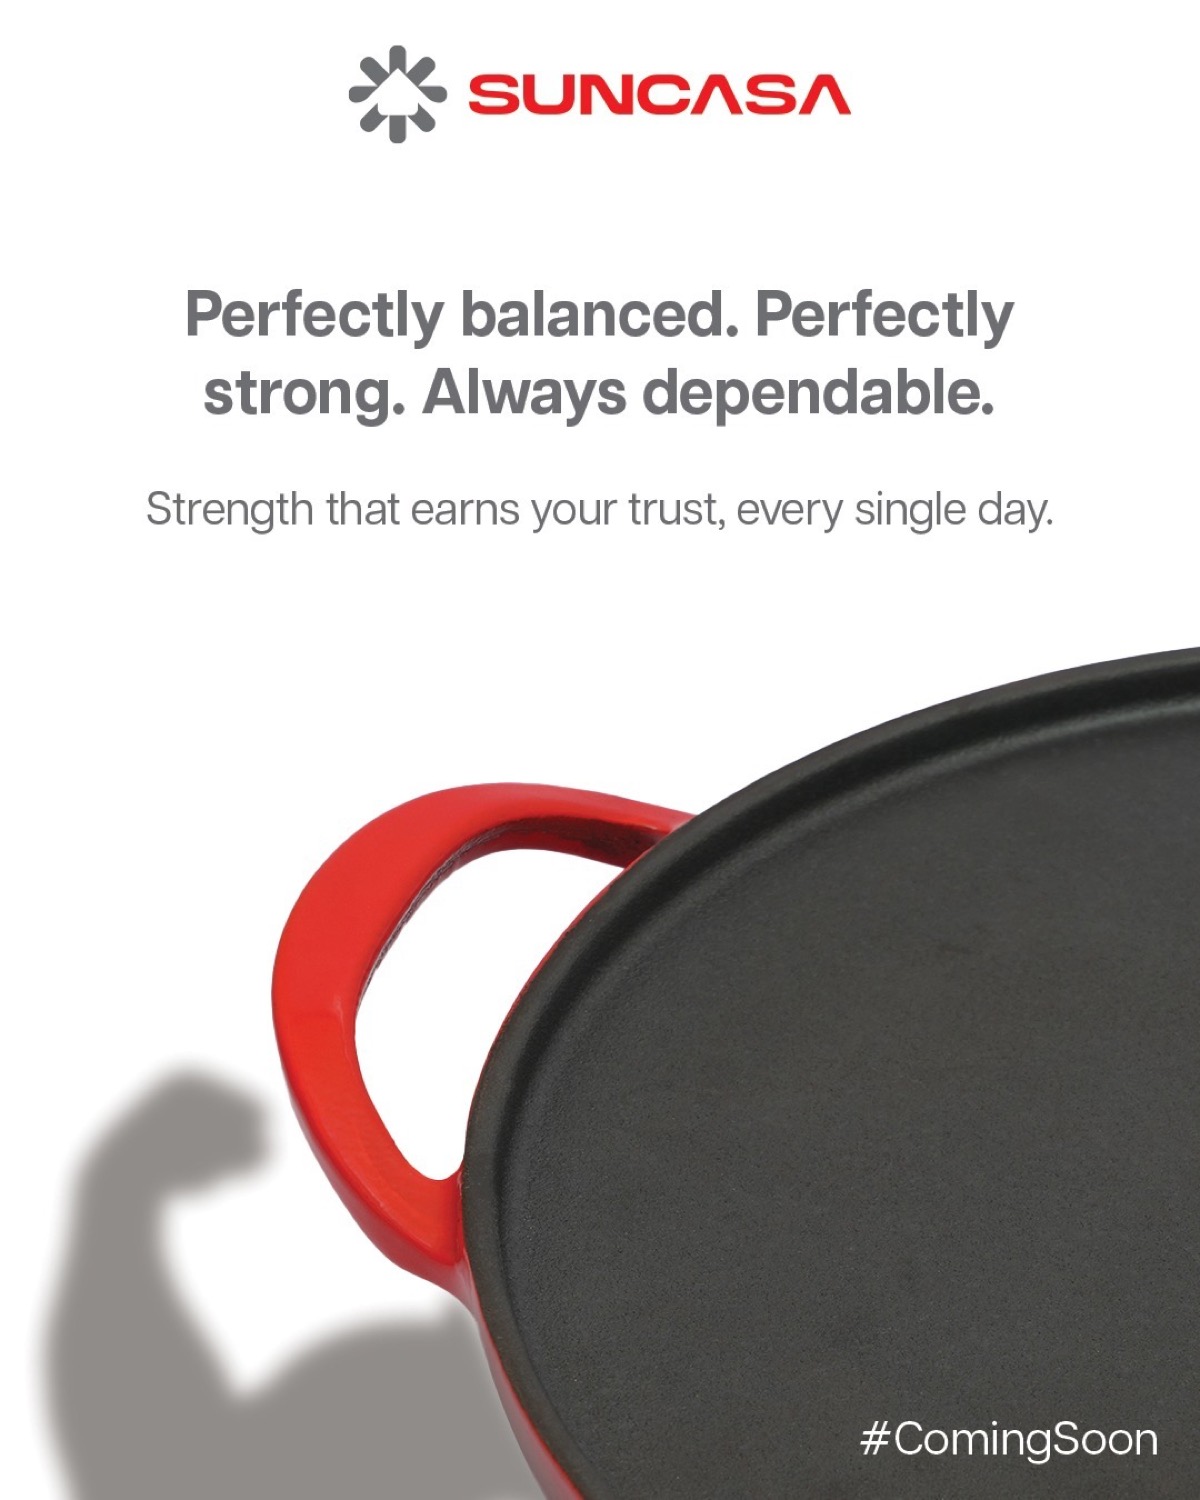 SUNCASA
Perfectly balanced. Perfectly
strong. Always dependable.
Strength that earns your trust, every single day.
#ComingSoon